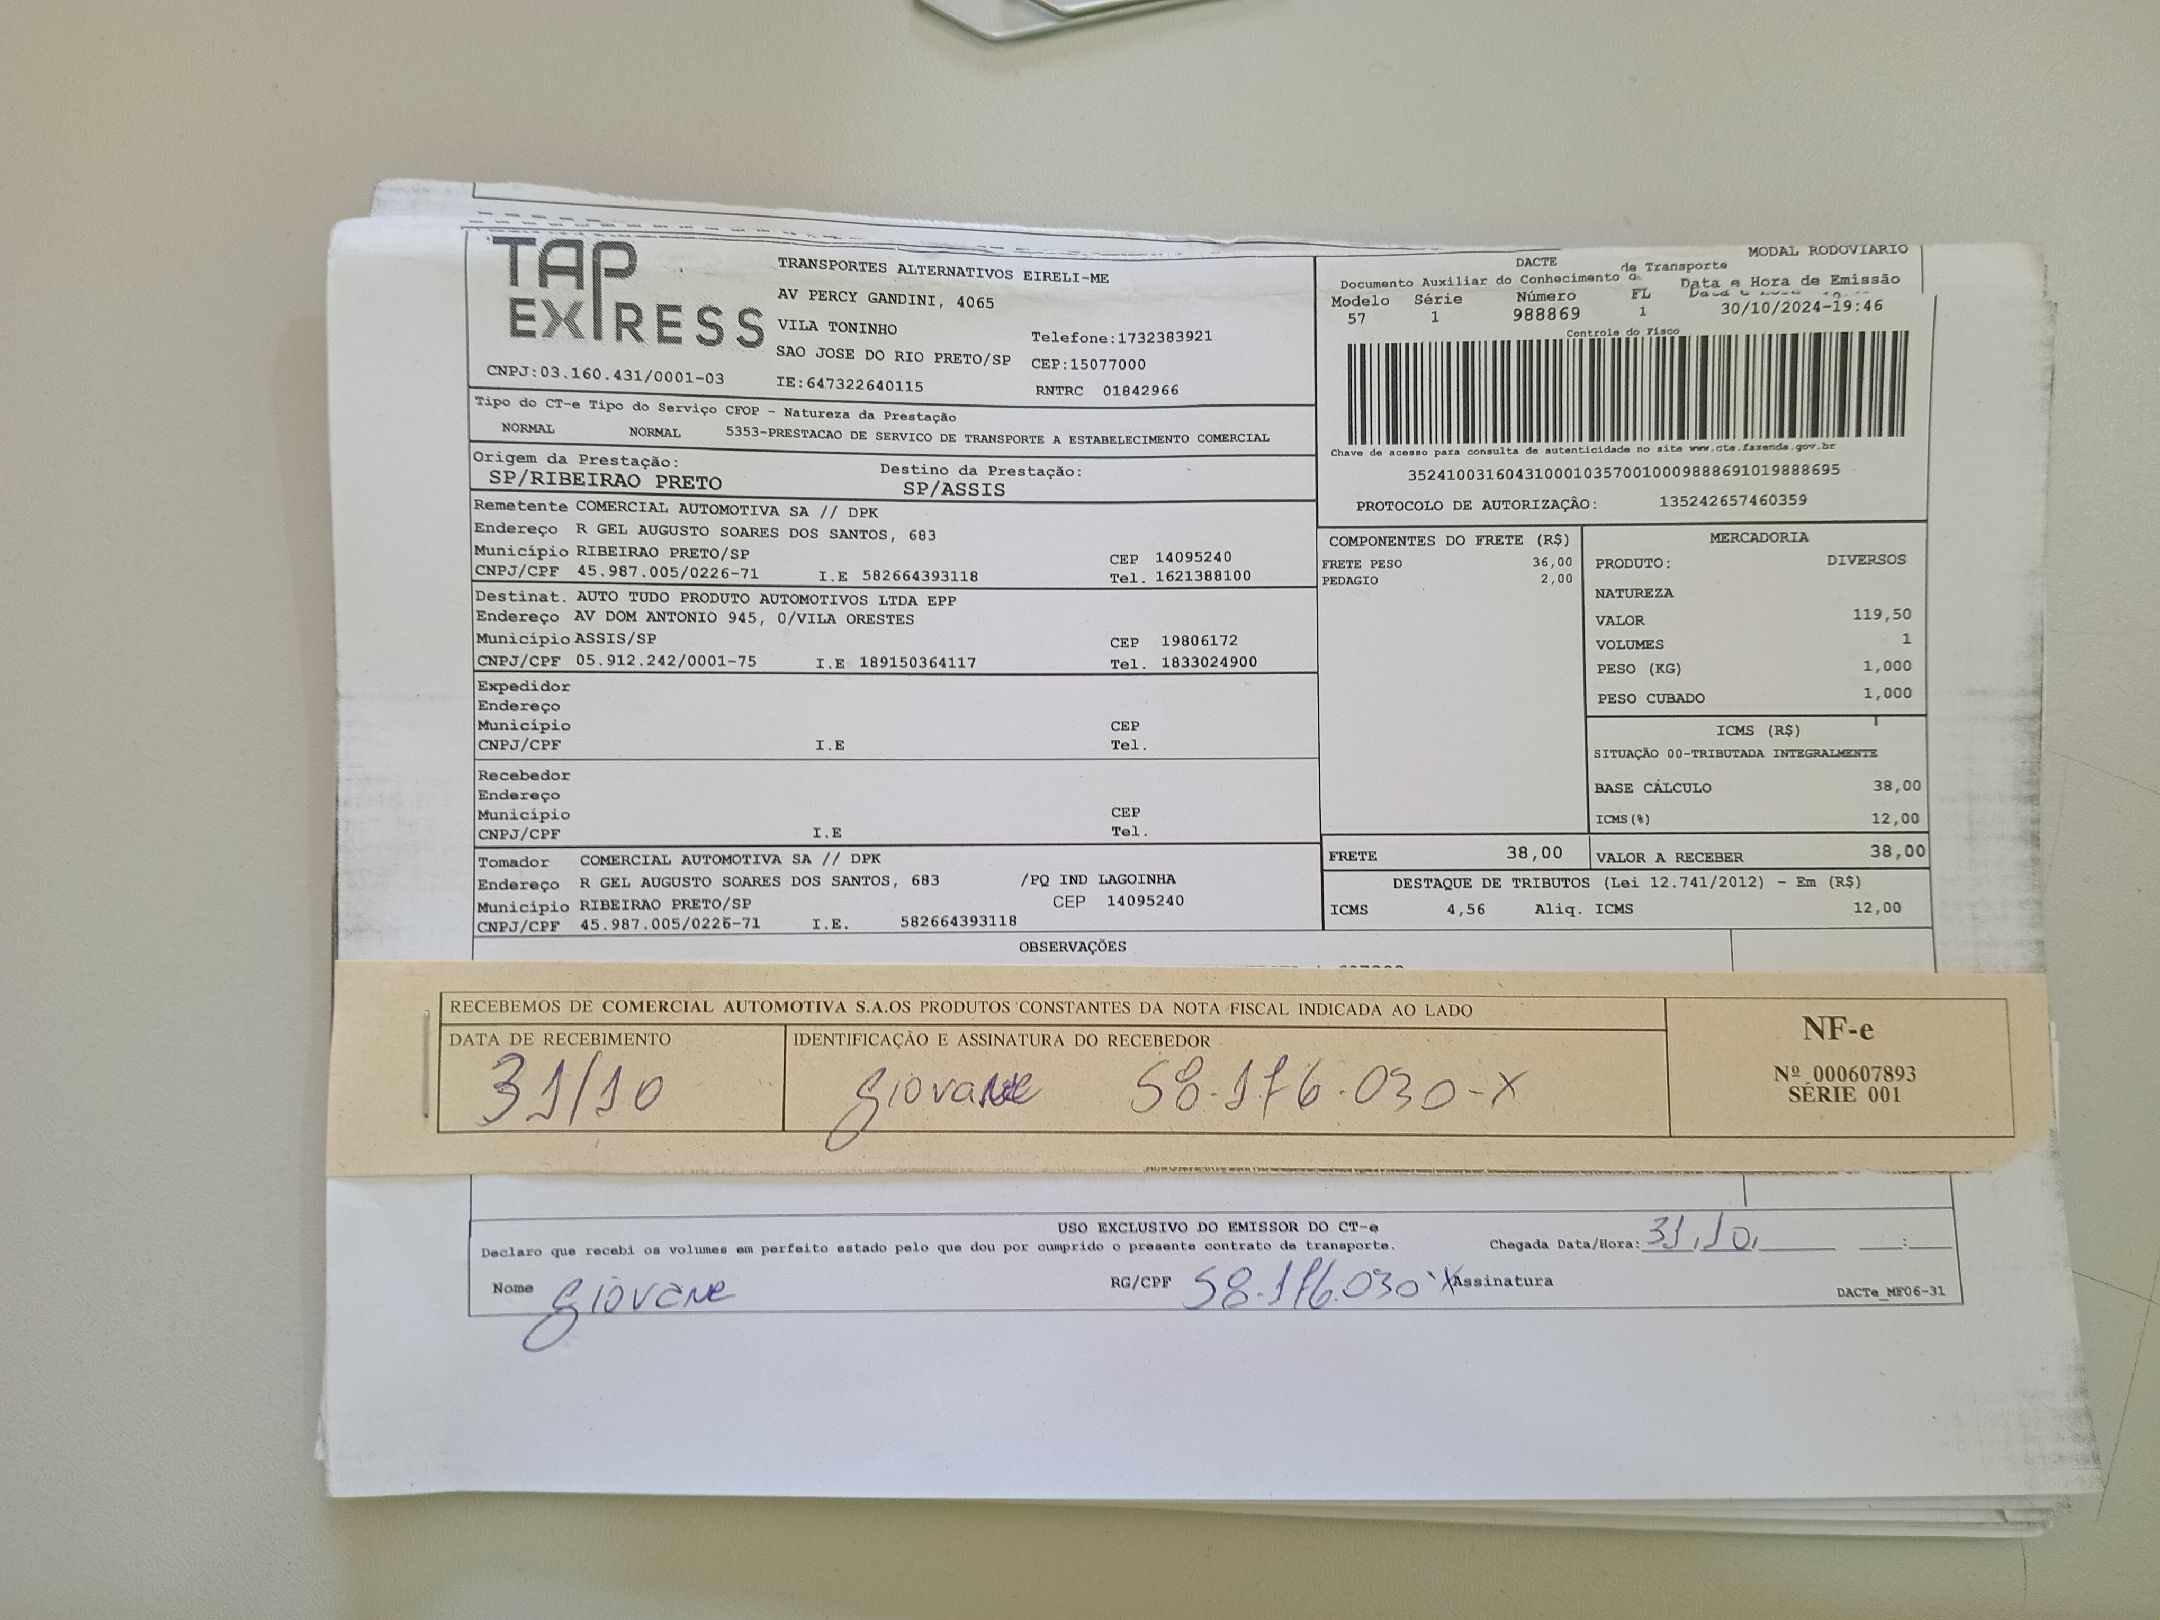 TAP EXPRESS
TRANSPORTES ALTERNATIVOS EIRELI-ME
AV PERCY GANDINI, 4065
VILA TONINHO
Telefone:1732383921
SAO JOSE DO RIO PRETO/SP CEP:15077000
CNPJ:03.160.431/0001-03 IE:647322640115 RNTRC 01842966
MODAL RODOVIARIO
DACTE
Documento Auxiliar do Conhecimento de Transporte
Data e Hora de Emissão
Modelo Série Número FL
57 1 988869 1 30/10/2024-19:46
Controle do Fisco
Chave de acesso para consulta de autenticidade no site www.cte.fazenda.gov.br
35241003160431000103570010009888691019888695
PROTOCOLO DE AUTORIZAÇÃO: 135242657460359
Tipo do CT-e Tipo do Serviço CFOP - Natureza da Prestação
NORMAL NORMAL 5353-PRESTACAO DE SERVICO DE TRANSPORTE A ESTABELECIMENTO COMERCIAL
Origem da Prestação: Destino da Prestação:
SP/RIBEIRAO PRETO SP/ASSIS
Remetente COMERCIAL AUTOMOTIVA SA // DPK
Endereço R GEL AUGUSTO SOARES DOS SANTOS, 683
Município RIBEIRAO PRETO/SP CEP 14095240
CNPJ/CPF 45.987.005/0226-71 I.E 582664393118 Tel. 1621388100
Destinat. AUTO TUDO PRODUTO AUTOMOTIVOS LTDA EPP
Endereço AV DOM ANTONIO 945, 0/VILA ORESTES
Município ASSIS/SP CEP 19806172
CNPJ/CPF 05.912.242/0001-75 I.E 189150364117 Tel. 1833024900
Expedidor
Endereço
Município CEP
CNPJ/CPF I.E Tel.
Recebedor
Endereço
Município CEP
CNPJ/CPF I.E Tel.
Tomador COMERCIAL AUTOMOTIVA SA // DPK
Endereço R GEL AUGUSTO SOARES DOS SANTOS, 683 /PQ IND LAGOINHA
Município RIBEIRAO PRETO/SP CEP 14095240
CNPJ/CPF 45.987.005/0226-71 I.E. 582664393118
COMPONENTES DO FRETE (R$)
FRETE PESO 36,00
PEDAGIO 2,00
MERCADORIA
PRODUTO: DIVERSOS
NATUREZA
VALOR 119,50
VOLUMES 1
PESO (KG) 1,000
PESO CUBADO 1,000
ICMS (R$)
SITUAÇÃO 00-TRIBUTADA INTEGRALMENTE
BASE CÁLCULO 38,00
ICMS(%) 12,00
FRETE 38,00 VALOR A RECEBER 38,00
DESTAQUE DE TRIBUTOS (Lei 12.741/2012) - Em (R$)
ICMS 4,56 Aliq. ICMS 12,00
OBSERVAÇÕES
RECEBEMOS DE COMERCIAL AUTOMOTIVA S.A.OS PRODUTOS CONSTANTES DA NOTA FISCAL INDICADA AO LADO
DATA DE RECEBIMENTO IDENTIFICAÇÃO E ASSINATURA DO RECEBEDOR
31/10 Giovane 58.176.030-X
NF-e
Nº 000607893
SÉRIE 001
USO EXCLUSIVO DO EMISSOR DO CT-e
Declaro que recebi os volumes em perfeito estado pelo que dou por cumprido o presente contrato de transporte. Chegada Data/Hora: 31,10,
Nome Giovane RG/CPF 58.176.030-X Assinatura
DACTe_MF06-31